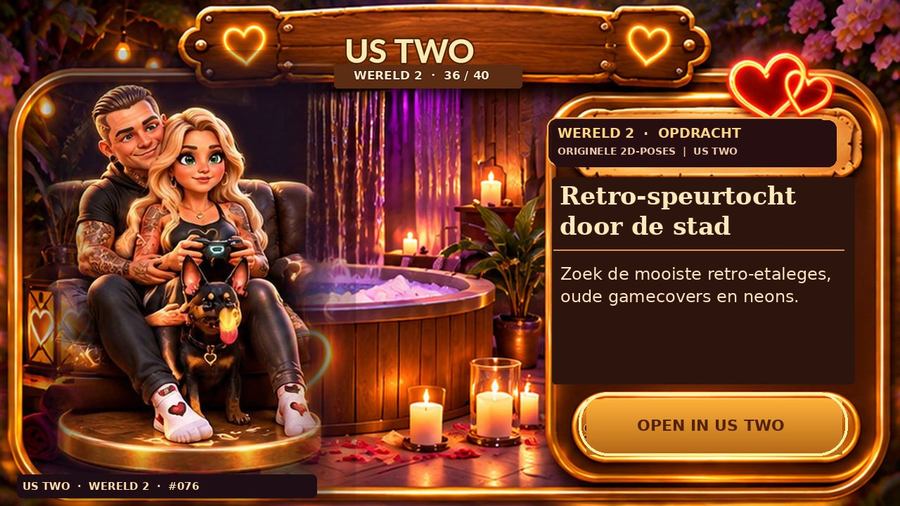 US TWO
WERELD 2 · 36 / 40
WERELD 2 · OPDRACHT
ORIGINELE 2D-POSES | US TWO
Retro-speurtocht
door de stad
Zoek de mooiste retro-etaleges,
oude gamecovers en neons.
OPEN IN US TWO
US TWO · WERELD 2 · #076